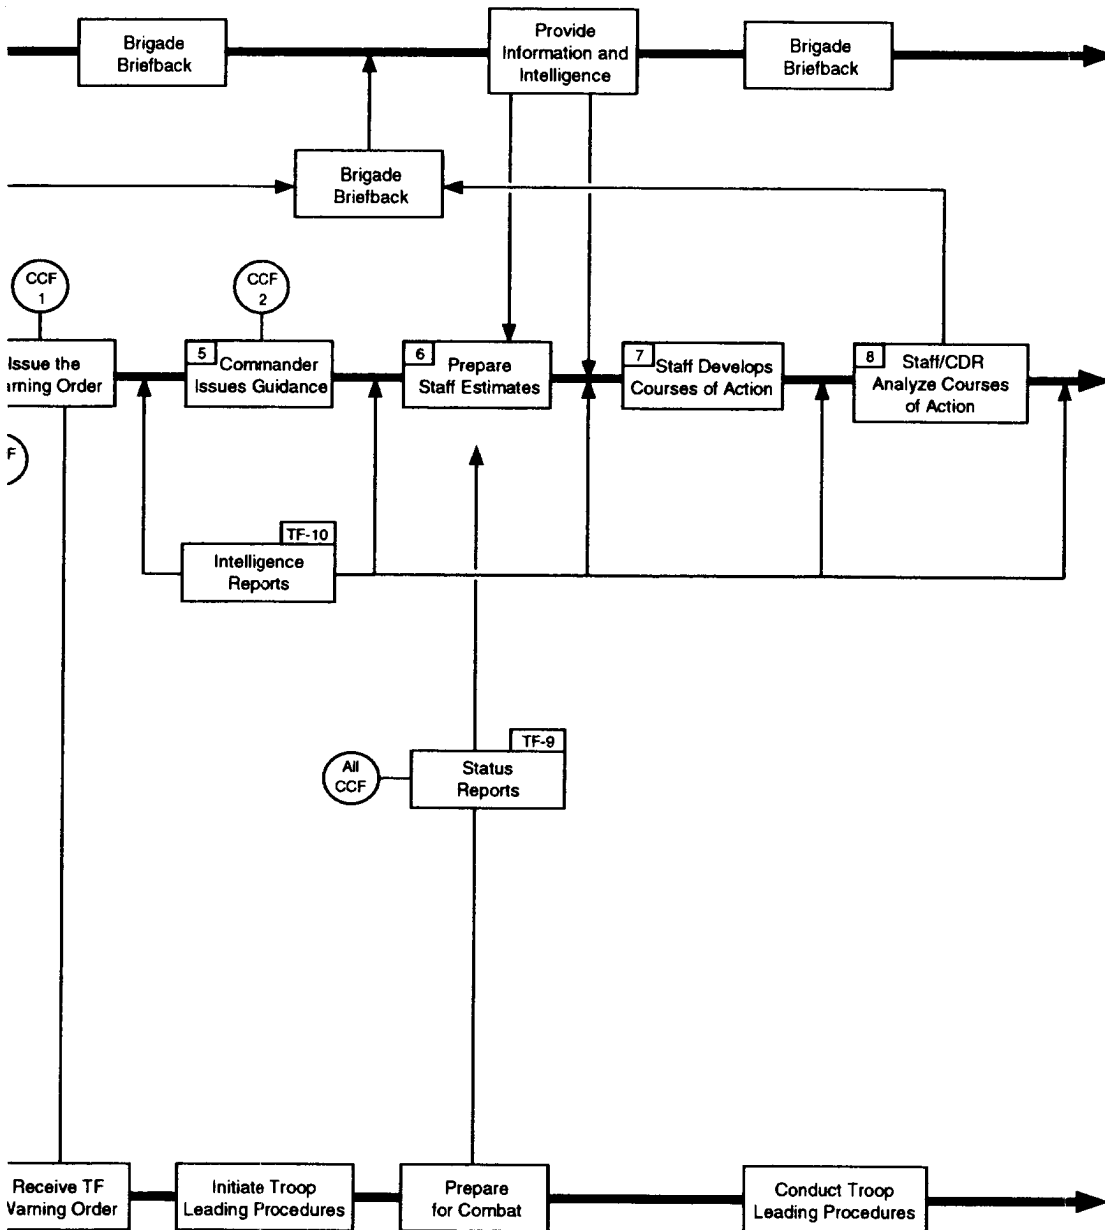 Brigade
Briefback
Provide
Information and
Intelligence
Brigade
Briefback
Brigade
Briefback
CCF
1
CCF
2
Issue the
arning Order
5
Commander
Issues Guidance
6
Prepare
Staff Estimates
7
Staff Develops
Courses of Action
8
Staff/CDR
Analyze Courses
of Action
F
TF-10
Intelligence
Reports
TF-9
All
CCF
Status
Reports
Receive TF
Warning Order
Initiate Troop
Leading Procedures
Prepare
for Combat
Conduct Troop
Leading Procedures